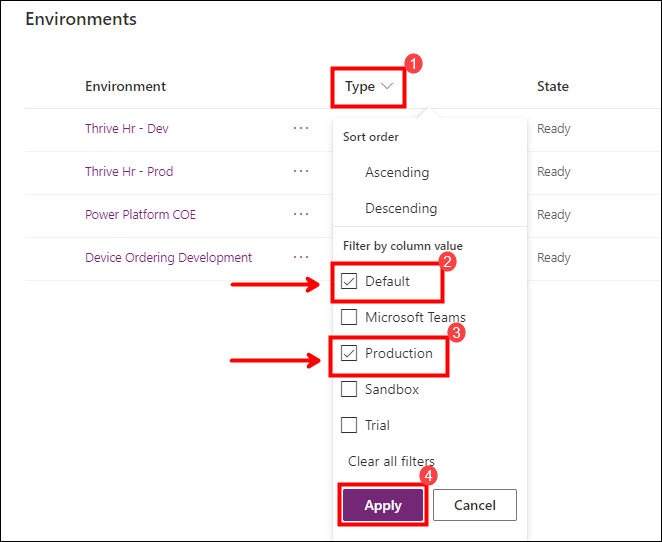 Environments
1
Environment Type State
Thrive Hr - Dev ... Ready
Thrive Hr - Prod ... Ready
Power Platform COE ... Ready
Device Ordering Development ... Ready
Sort order
Ascending
Descending
Filter by column value
2
Default
Microsoft Teams
3
Production
Sandbox
Trial
Clear all filters
4
Apply Cancel